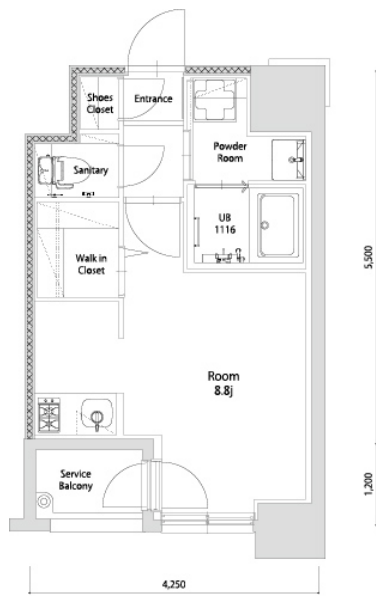 Shoes
Closet
Entrance
Powder
Room
Sanitary
UB
1116
Walk in
Closet
5,500
Room
8.8j
Service
Balcony
1,200
4,250